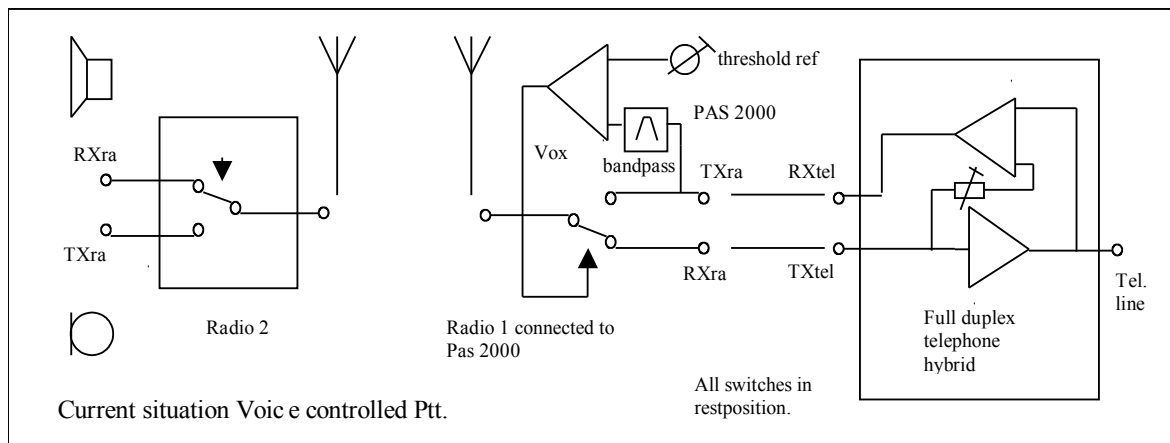 threshold ref
PAS 2000
Vox
bandpass
RXra
TXra
RXtel
TXra
RXra
TXtel
Tel.
line
Radio 2
Radio 1 connected to
Pas 2000
Full duplex
telephone
hybrid
All switches in
restposition.
Current situation Voic e controlled Ptt.